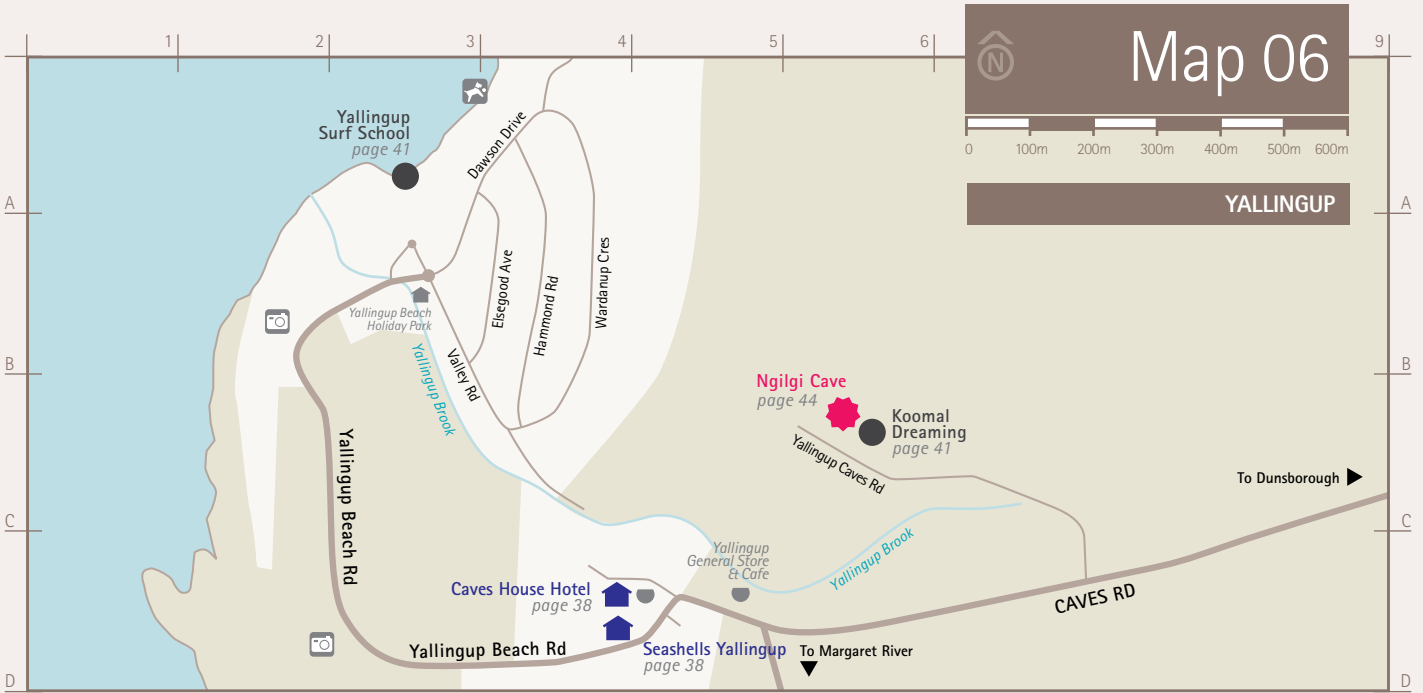 1
2
3
4
5
6
9
N
Map 06
0 100m 200m 300m 400m 500m 600m
YALLINGUP
Yallingup
Surf School
page 41
Dawson Drive
A
A
Elsegood Ave
Hammond Rd
Wardanup Cres
Yallingup Beach
Holiday Park
Yallingup Brook
Valley Rd
B
B
Ngilgi Cave
page 44
Koomal
Dreaming
page 41
Yallingup Caves Rd
To Dunsborough
Yallingup Beach Rd
C
C
Yallingup
General Store
& Cafe
Yallingup Brook
Caves House Hotel
page 38
CAVES RD
Yallingup Beach Rd
Seashells Yallingup
page 38
To Margaret River
D
D